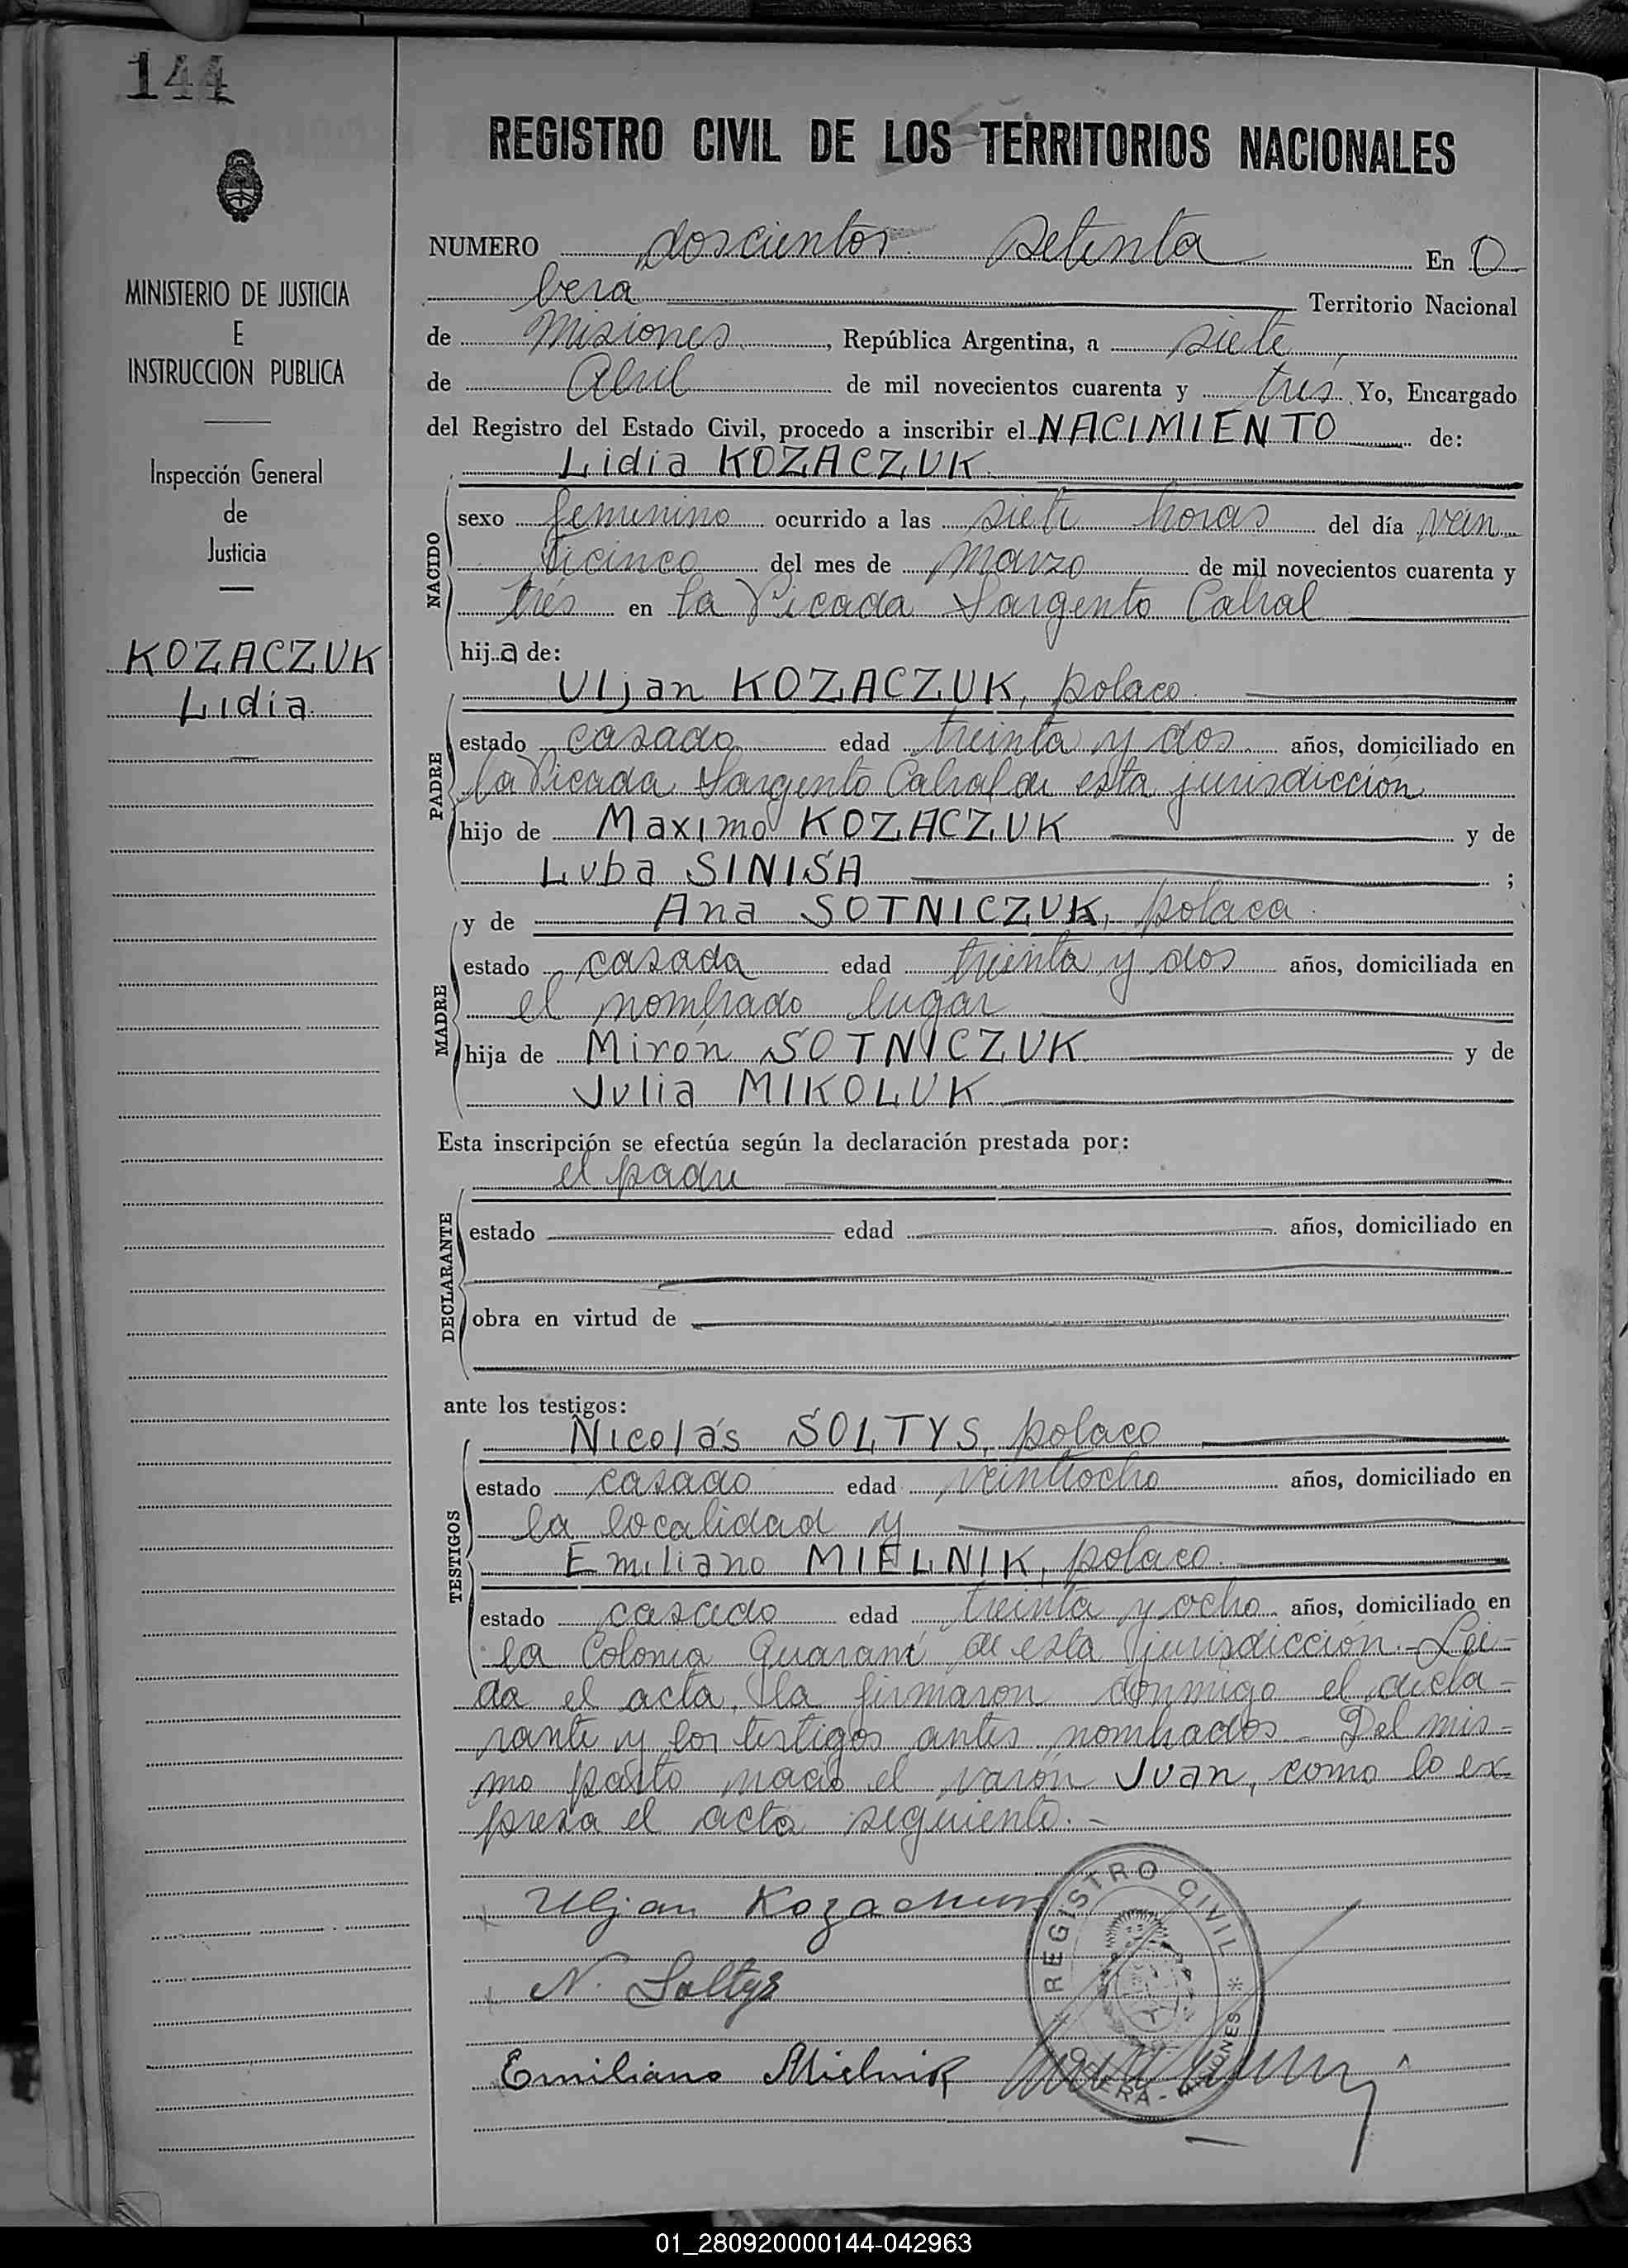 144
MINISTERIO DE JUSTICIA
E
INSTRUCCION PUBLICA
Inspección General
de
Justicia
KOZACZUK
Lidia
REGISTRO CIVIL DE LOS TERRITORIOS NACIONALES
NUMERO doscientos setenta En O
bera Territorio Nacional
de Misiones, República Argentina, a siete
de Abril de mil novecientos cuarenta y tres Yo, Encargado
del Registro del Estado Civil, procedo a inscribir el NACIMIENTO de:
Lidia KOZACZUK
NACIDO
sexo femenino ocurrido a las siete horas del día vein
ticinco del mes de marzo de mil novecientos cuarenta y
tres en la Picada Sargento Cabral
hija de:
Uljan KOZACZUK, polaco
PADRE
estado casado edad treinta y dos años, domiciliado en
la Picada Sargento Cabral de esta jurisdicción
hijo de Maximo KOZACZUK y de
Luba SINISA ;
y de Ana SOTNICZUK, polaca
MADRE
estado casada edad treinta y dos años, domiciliada en
el nombrado lugar
hija de Mirón SOTNICZUK y de
Julia MIKOLUK
Esta inscripción se efectúa según la declaración prestada por:
el padre
DECLARANTE
estado edad años, domiciliado en
obra en virtud de
ante los testigos:
Nicolás SOLTYS, polaco
TESTIGOS
estado casado edad veintiocho años, domiciliado en
la localidad y
Emiliano MIELNIK, polaco
estado casado edad treinta y ocho años, domiciliado en
la Colonia Guaraní de esta jurisdicción.- Leí-
da el acta, la firmaron conmigo el decla-
rante y los testigos antes nombrados. Del mis-
mo parto nació el varón Juan, como lo ex-
presa el acta siguiente.-
Uljan Kozaczuk
N. Soltys
Emiliano Mielnik
REGISTRO CIVIL * OBERA - MISIONES *
01_280920000144-042963